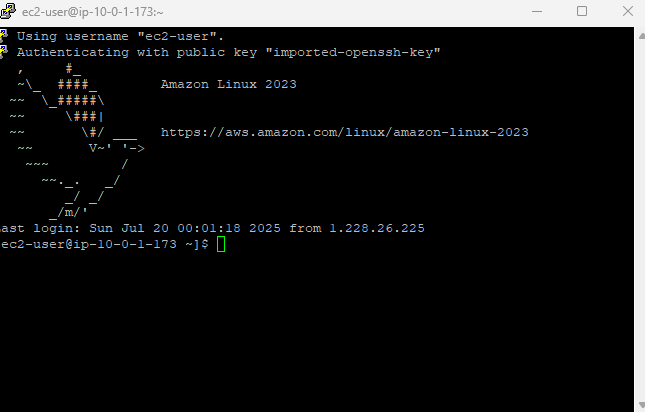 ec2-user@ip-10-0-1-173:~
Using username "ec2-user".
Authenticating with public key "imported-openssh-key"
   ,     #_
   ~\_  ####_        Amazon Linux 2023
  ~~  \_#####\
  ~~     \###|
  ~~       \#/ ___   https://aws.amazon.com/linux/amazon-linux-2023
   ~~       V~' '->
    ~~~         /
      ~~._.   _/
         _/ _/
       _/m/'
ast login: Sun Jul 20 00:01:18 2025 from 1.228.26.225
ec2-user@ip-10-0-1-173 ~]$